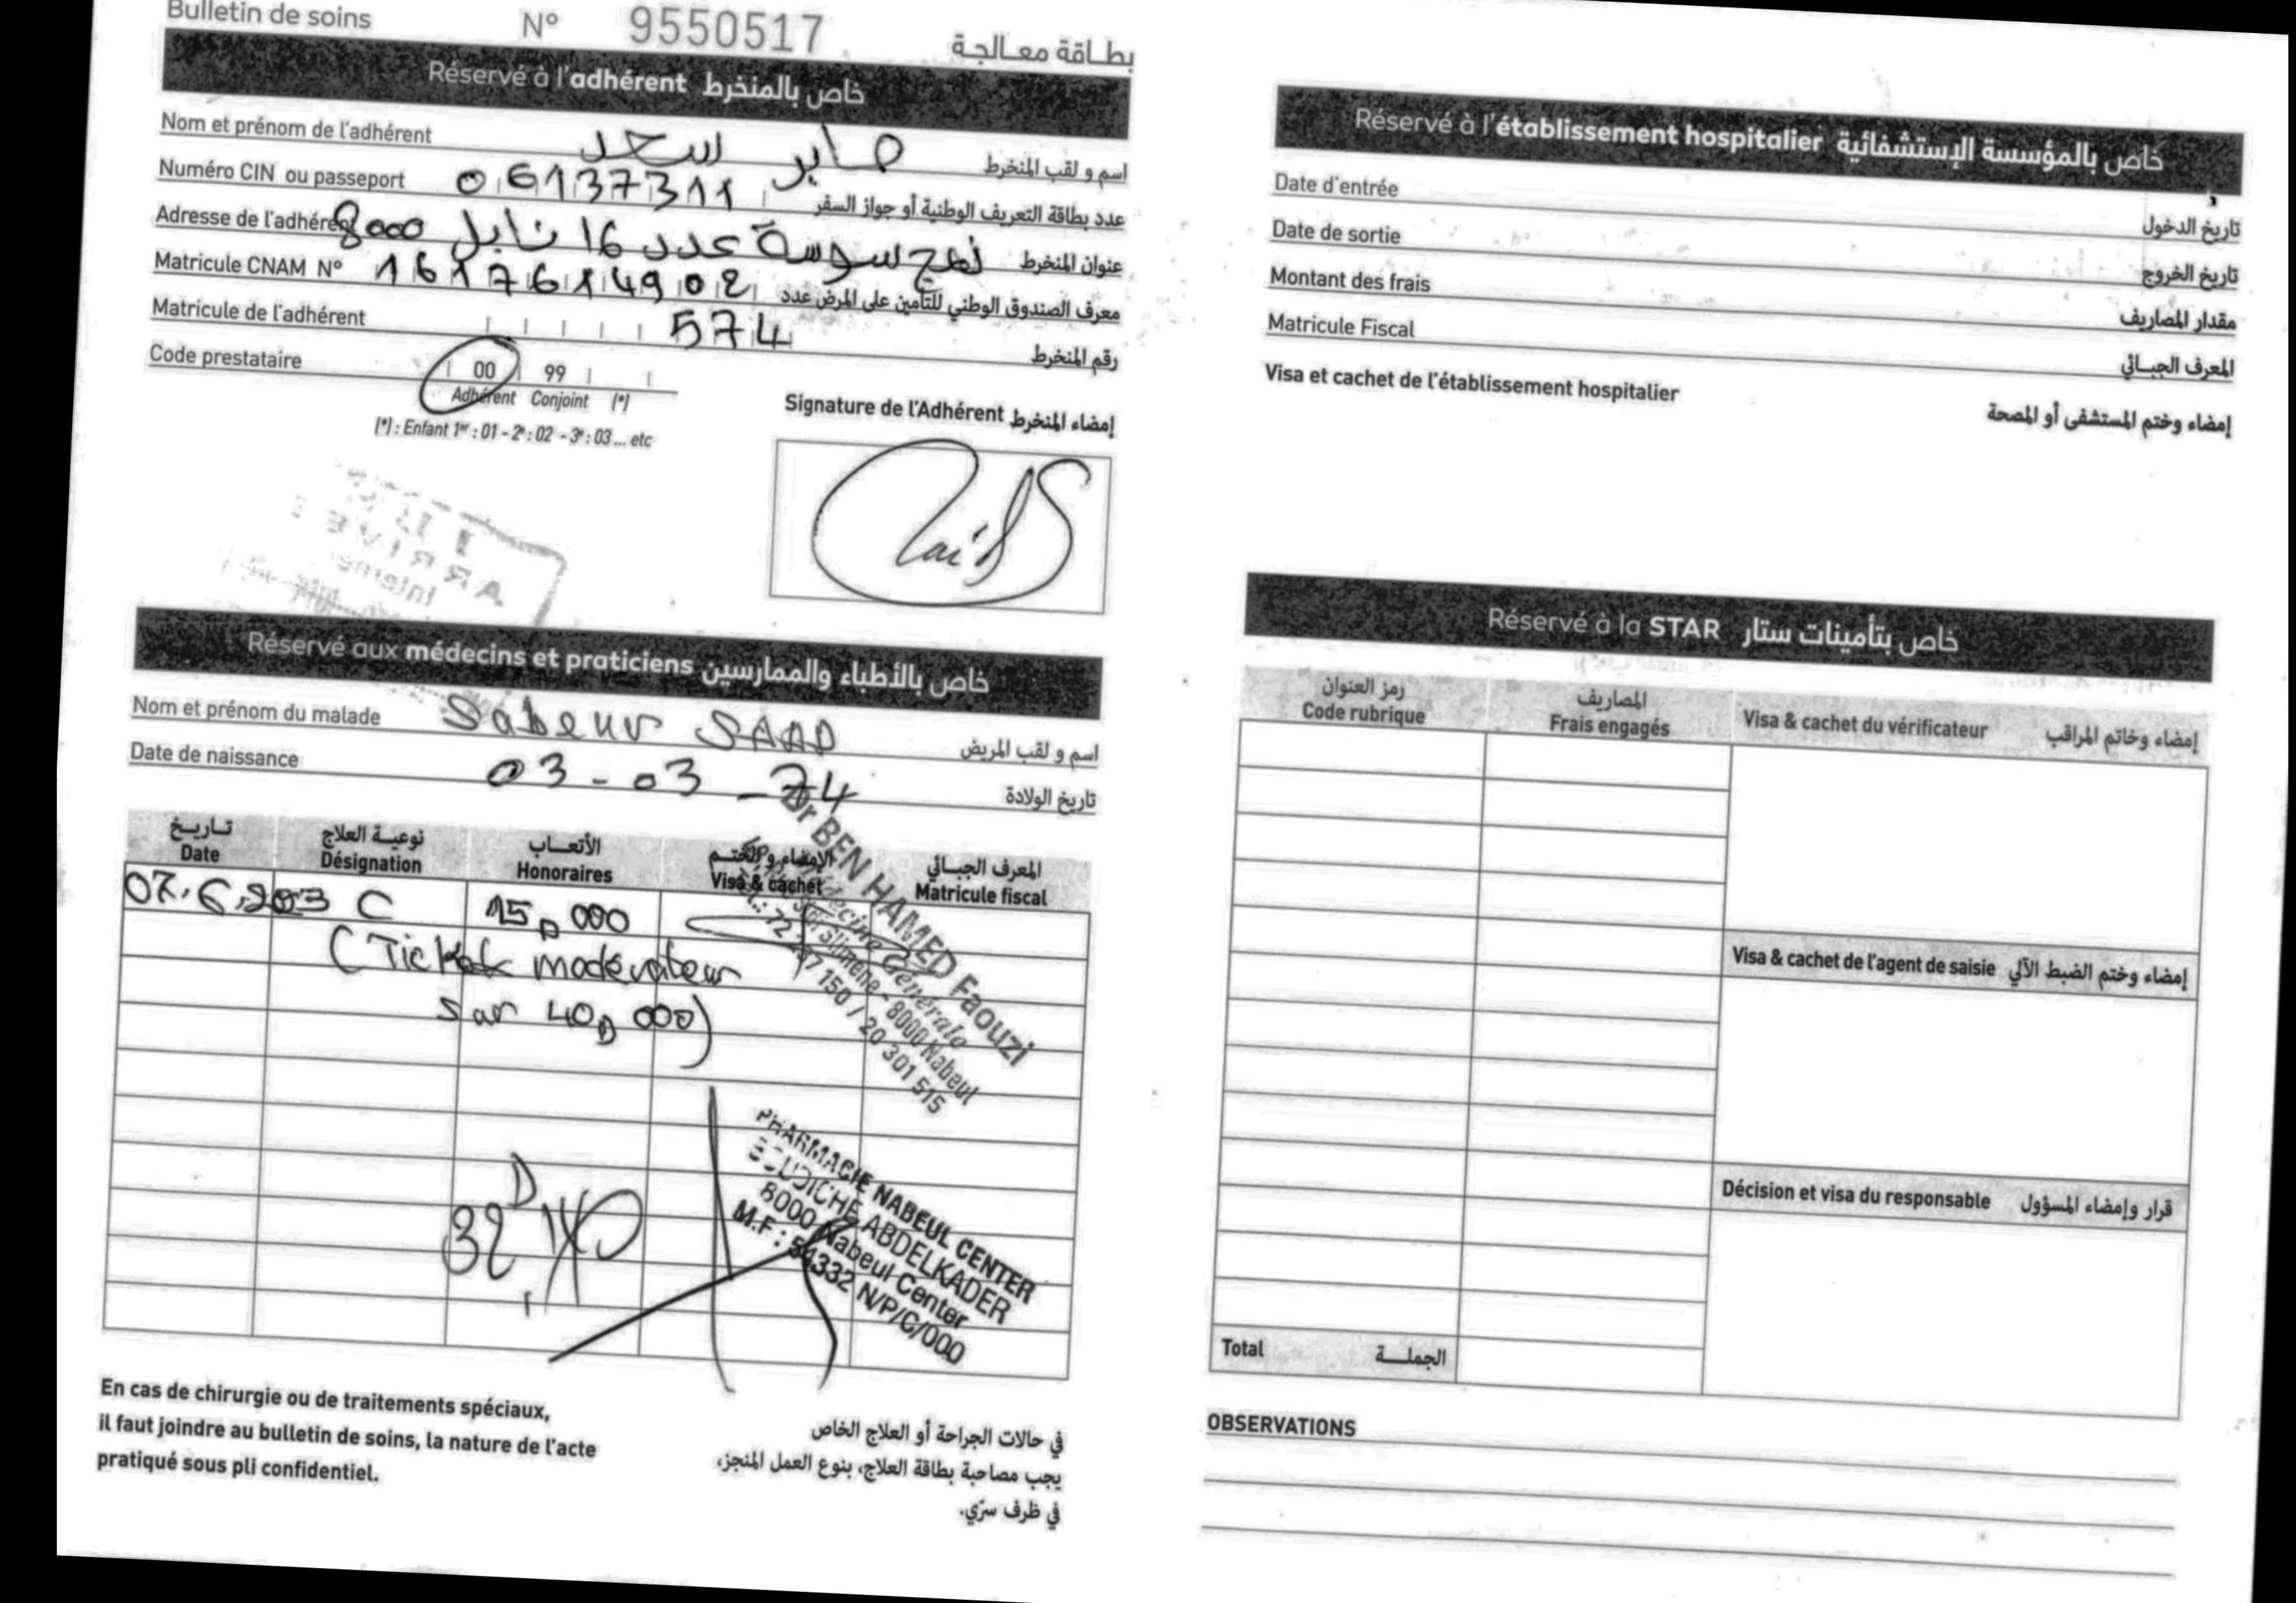 Bulletin de soins N° 9550517 بطاقة معالجة
Réservé à l'adhérent خاص بالمنخرط
Nom et prénom de l'adhérent صابر سعد اسم و لقب المنخرط
Numéro CIN ou passeport 06137311 عدد بطاقة التعريف الوطنية أو جواز السفر
Adresse de l'adhérent نهج سوسة عدد 16 نابل 8000 عنوان المنخرط
Matricule CNAM N° 1617614902 معرف الصندوق الوطني للتأمين على المرض عدد
Matricule de l'adhérent 574 رقم المنخرط
Code prestataire 00 99
Adhérent Conjoint (*)
(*) : Enfant 1er : 01 - 2e : 02 - 3e : 03 ... etc
Signature de l'Adhérent إمضاء المنخرط
ARRIVE
Réservé aux médecins et praticiens خاص بالأطباء والممارسين
Nom et prénom du malade Sabeur SAAD اسم و لقب المريض
Date de naissance 03-03-74 تاريخ الولادة
تاريخ نوعية العلاج الأتعاب الإمضاء و الختم المعرف الجبائي
Date Désignation Honoraires Visa & cachet Matricule fiscal
C 15D000
(Ticket modérateur
sur 40D000)
Dr BEN HAMED Faouzi
Médecine Générale
Slimène - 8000 Nabeul
150 / 20 301 515
PHARMACIE NABEUL CENTER
ABDELKADER
8000 Nabeul Center
M.F : 54332 N/P/C/000
En cas de chirurgie ou de traitements spéciaux,
il faut joindre au bulletin de soins, la nature de l'acte
pratiqué sous pli confidentiel.
في حالات الجراحة أو العلاج الخاص
يجب مصاحبة بطاقة العلاج، بنوع العمل المنجز،
في ظرف سرّي.
Réservé à l'établissement hospitalier خاص بالمؤسسة الإستشفائية
Date d'entrée تاريخ الدخول
Date de sortie تاريخ الخروج
Montant des frais مقدار المصاريف
Matricule Fiscal المعرف الجبائي
Visa et cachet de l'établissement hospitalier إمضاء وختم المستشفى أو المصحة
Réservé à la STAR خاص بتأمينات ستار
رمز العنوان المصاريف
Code rubrique Frais engagés Visa & cachet du vérificateur إمضاء وخاتم المراقب
Visa & cachet de l'agent de saisie إمضاء وختم الضبط الآلي
Décision et visa du responsable قرار وإمضاء المسؤول
Total الجملة
OBSERVATIONS